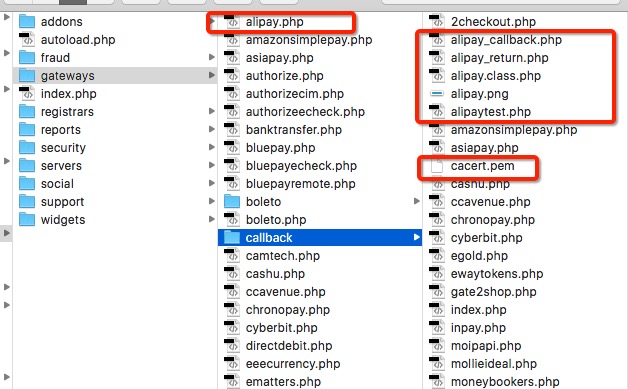 addons
autoload.php
fraud
gateways
index.php
registrars
reports
security
servers
social
support
widgets
alipay.php
amazonsimplepay.php
asiapay.php
authorize.php
authorizecim.php
authorizeecheck.php
banktransfer.php
bluepay.php
bluepayecheck.php
bluepayremote.php
boleto
boleto.php
callback
camtech.php
cashu.php
ccavenue.php
chronopay.php
cyberbit.php
directdebit.php
eeecurrency.php
ematters.php
2checkout.php
alipay_callback.php
alipay_return.php
alipay.class.php
alipay.png
alipaytest.php
amazonsimplepay.php
asiapay.php
cacert.pem
cashu.php
ccavenue.php
chronopay.php
cyberbit.php
egold.php
ewaytokens.php
gate2shop.php
index.php
inpay.php
moipapi.php
mollieideal.php
moneybookers.php